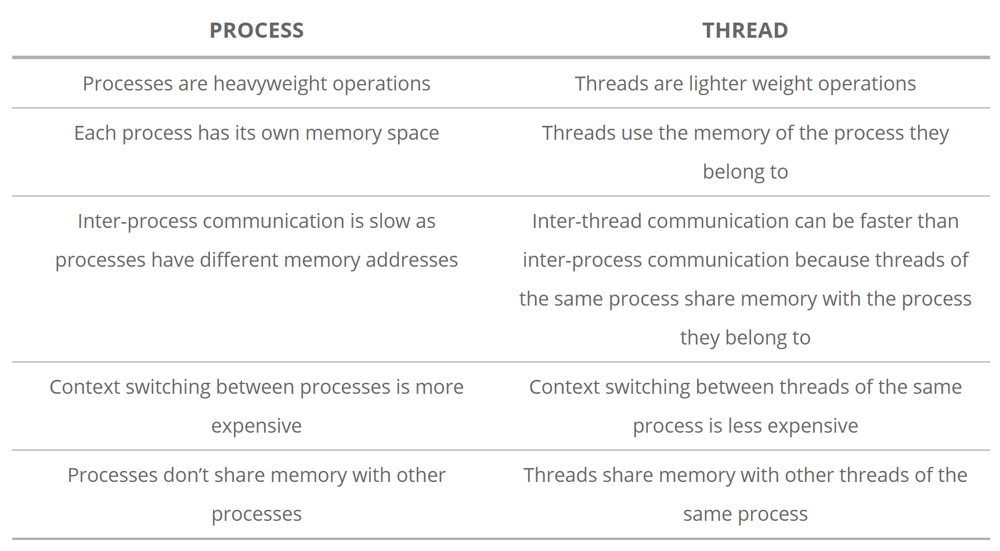 PROCESS
THREAD
Processes are heavyweight operations
Threads are lighter weight operations
Each process has its own memory space
Threads use the memory of the process they
belong to
Inter-process communication is slow as
processes have different memory addresses
Inter-thread communication can be faster than
inter-process communication because threads of
the same process share memory with the process
they belong to
Context switching between processes is more
expensive
Context switching between threads of the same
process is less expensive
Processes don’t share memory with other
processes
Threads share memory with other threads of the
same process